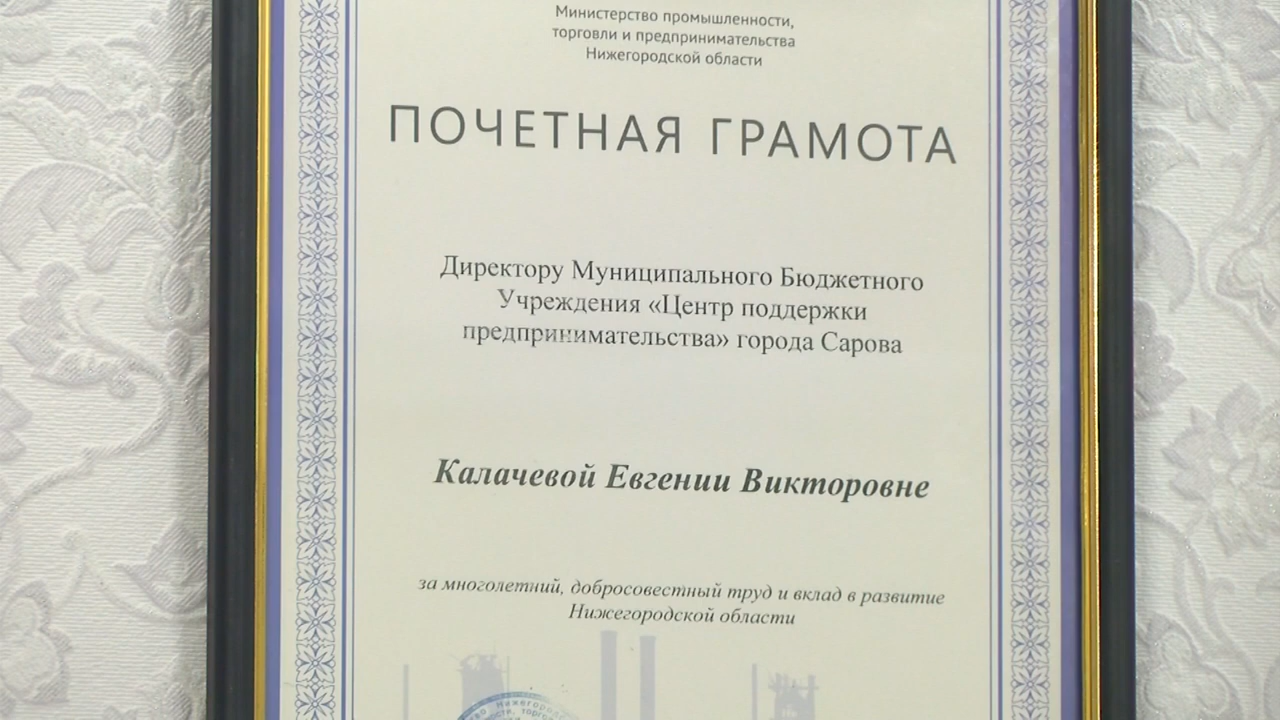 Министерство промышленности,
торговли и предпринимательства
Нижегородской области
ПОЧЕТНАЯ ГРАМОТА
Директору Муниципального Бюджетного
Учреждения «Центр поддержки
предпринимательства» города Сарова
Калачевой Евгении Викторовне
за многолетний, добросовестный труд и вклад в развитие
Нижегородской области